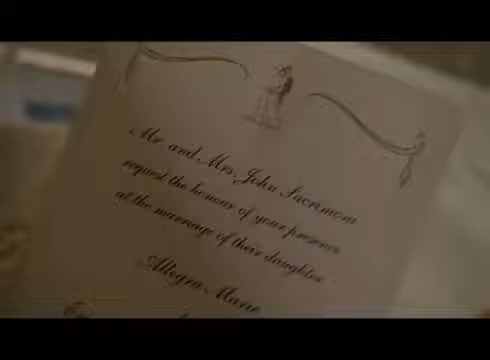 Mr. and Mrs. John Sacrimoni
request the honour of your presence
at the marriage of their daughter
Allegra Marie